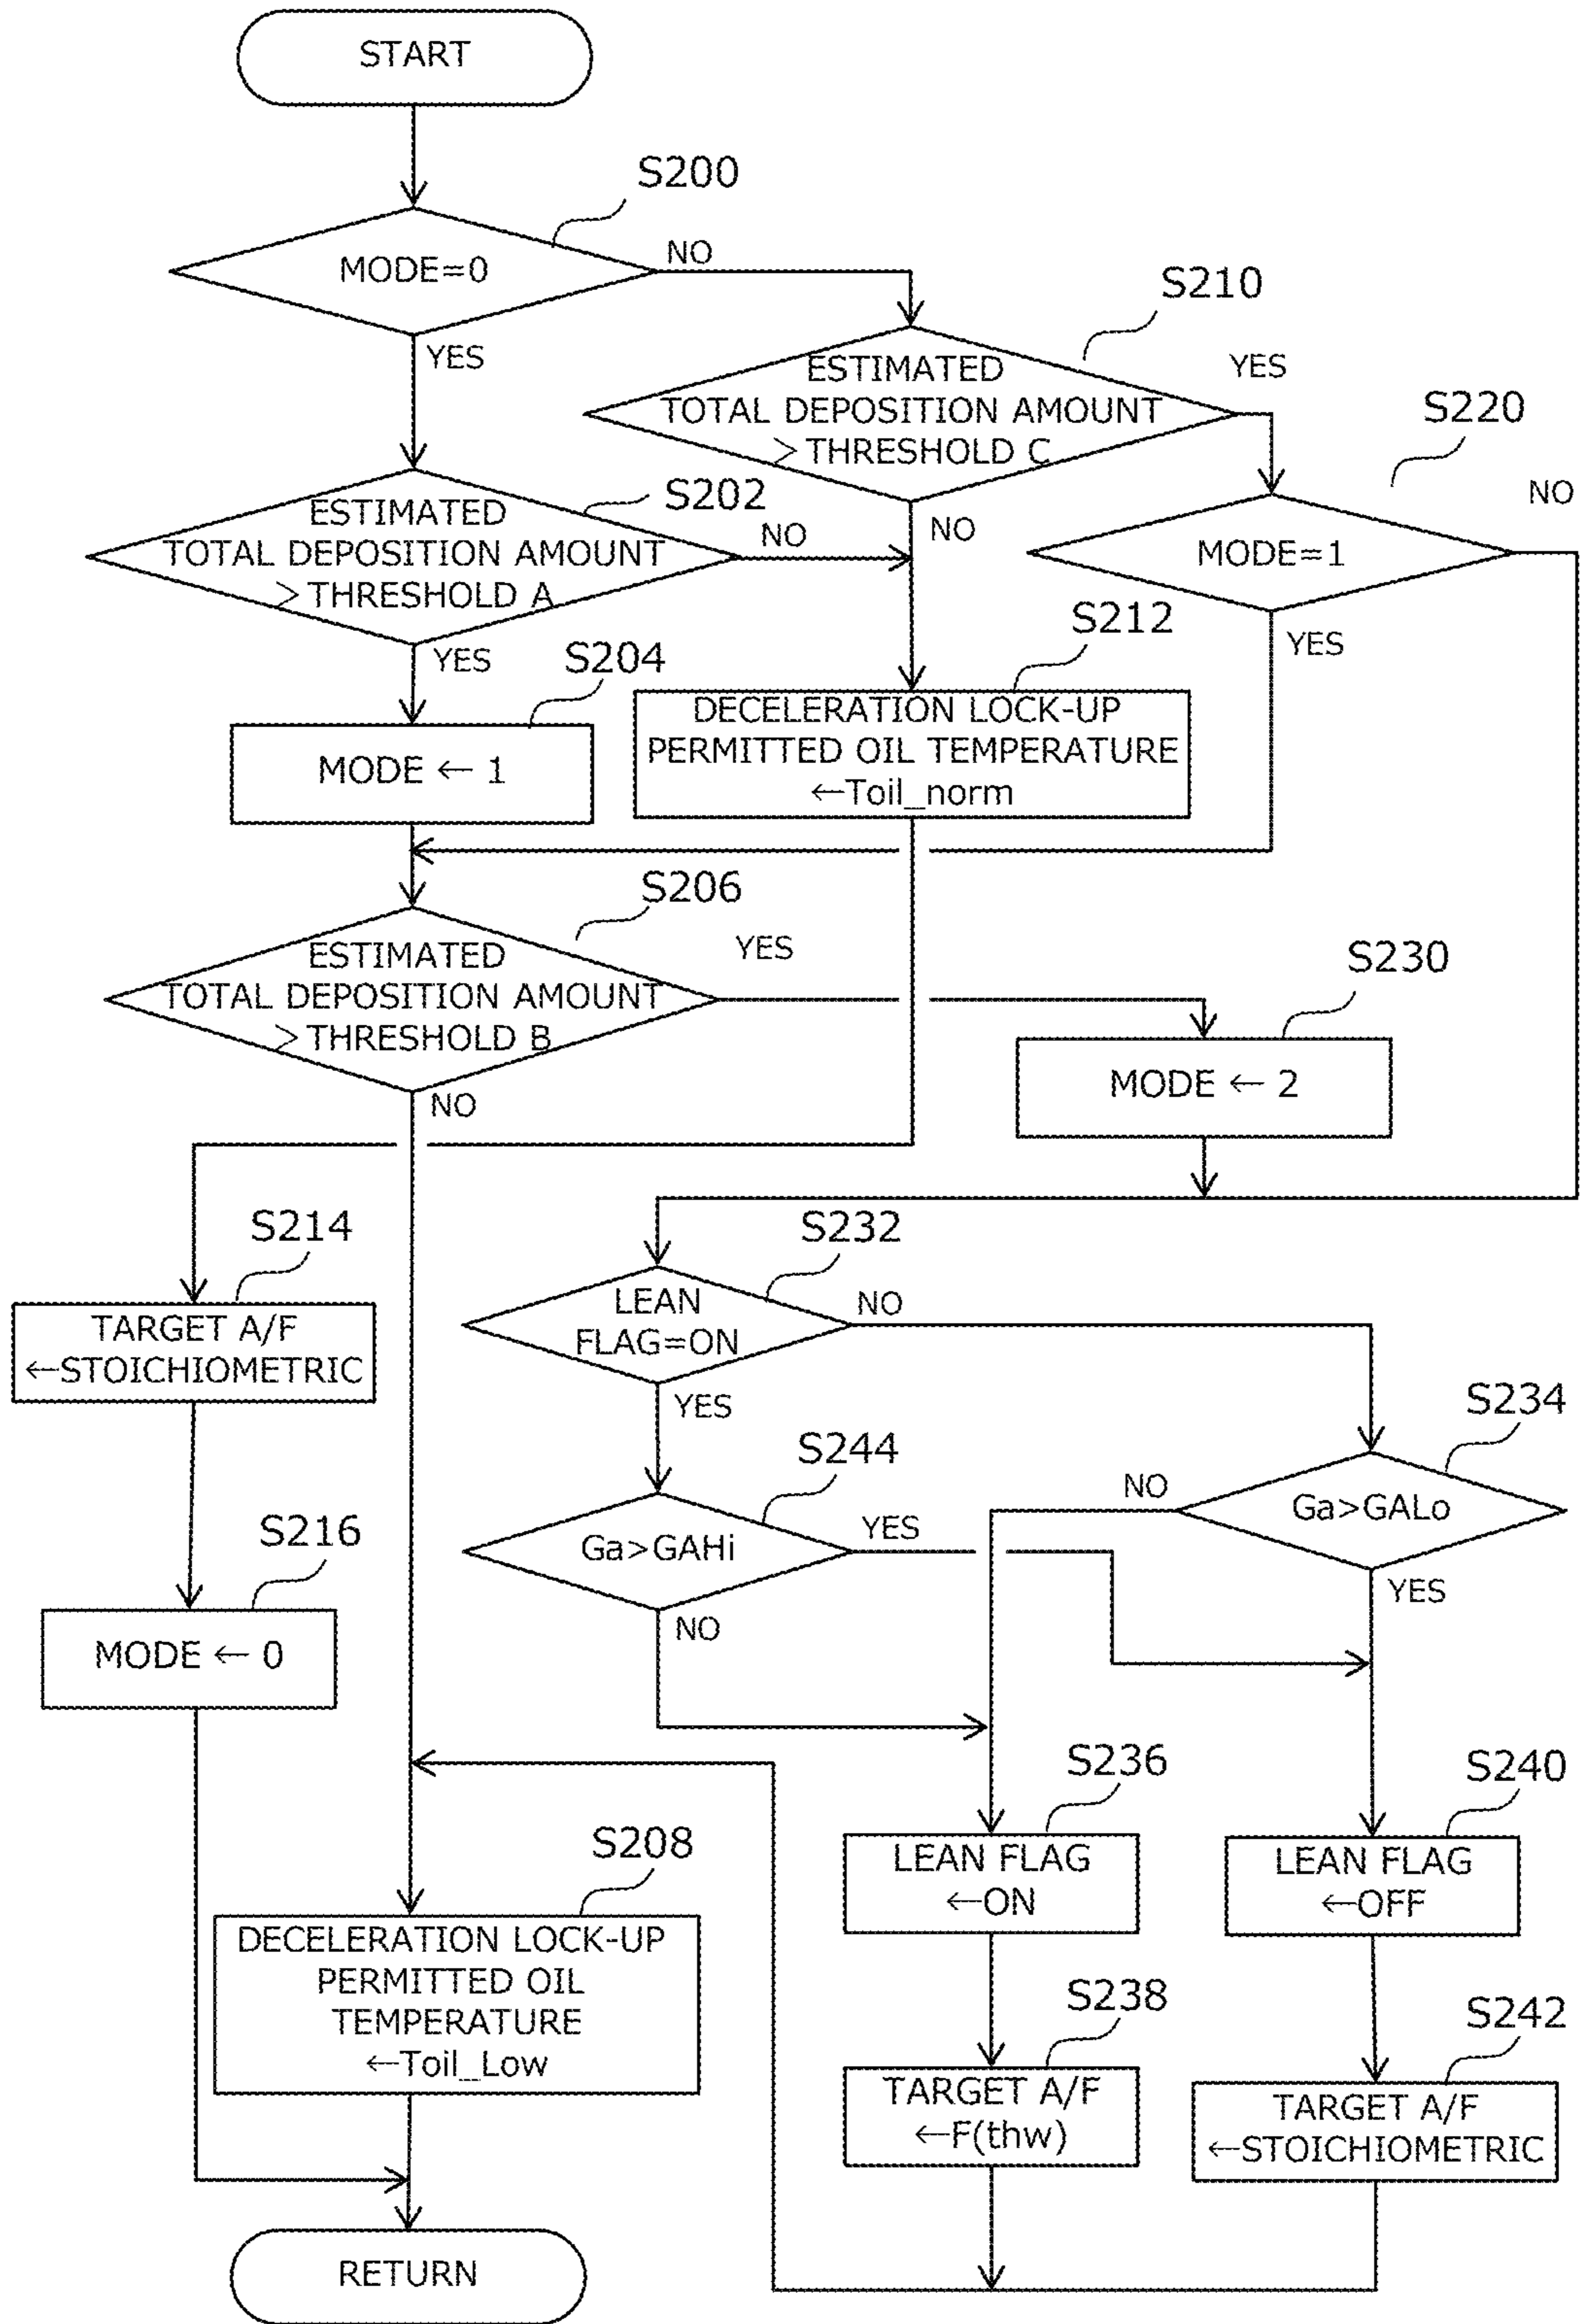 START
S200
MODE=0
NO
YES
S210
ESTIMATED
TOTAL DEPOSITION AMOUNT
> THRESHOLD C
YES
NO
S220
MODE=1
NO
YES
S202
ESTIMATED
TOTAL DEPOSITION AMOUNT
> THRESHOLD A
NO
YES
S204
MODE ← 1
S212
DECELERATION LOCK-UP
PERMITTED OIL TEMPERATURE
←Toil_norm
S206
ESTIMATED
TOTAL DEPOSITION AMOUNT
> THRESHOLD B
YES
NO
S230
MODE ← 2
S214
TARGET A/F
←STOICHIOMETRIC
S232
LEAN
FLAG=ON
NO
YES
S234
Ga>GALo
NO
YES
S244
Ga>GAHi
YES
NO
S216
MODE ← 0
S236
LEAN FLAG
←ON
S240
LEAN FLAG
←OFF
S208
DECELERATION LOCK-UP
PERMITTED OIL
TEMPERATURE
←Toil_Low
S238
TARGET A/F
←F(thw)
S242
TARGET A/F
←STOICHIOMETRIC
RETURN